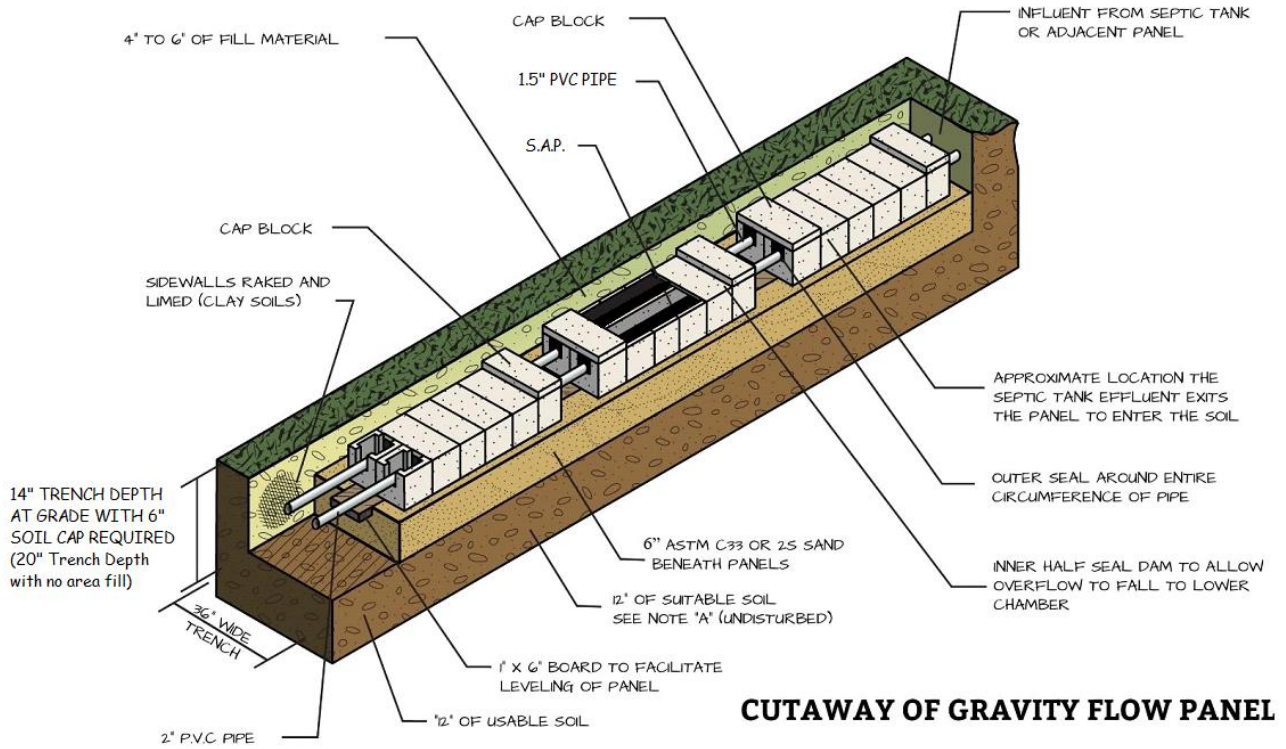 CAP BLOCK
INFLUENT FROM SEPTIC TANK
OR ADJACENT PANEL
4" TO 6" OF FILL MATERIAL
1.5" PVC PIPE
S.A.P.
CAP BLOCK
SIDEWALLS RAKED AND
LIMED (CLAY SOILS)
APPROXIMATE LOCATION THE
SEPTIC TANK EFFLUENT EXITS
THE PANEL TO ENTER THE SOIL
OUTER SEAL AROUND ENTIRE
CIRCUMFERENCE OF PIPE
14" TRENCH DEPTH
AT GRADE WITH 6"
SOIL CAP REQUIRED
(20" Trench Depth
with no area fill)
6" ASTM C33 OR 2S SAND
BENEATH PANELS
INNER HALF SEAL DAM TO ALLOW
OVERFLOW TO FALL TO LOWER
CHAMBER
12" OF SUITABLE SOIL
SEE NOTE "A" (UNDISTURBED)
36" WIDE
TRENCH
1" X 6" BOARD TO FACILITATE
LEVELING OF PANEL
"12" OF USABLE SOIL
2" P.V.C PIPE
CUTAWAY OF GRAVITY FLOW PANEL